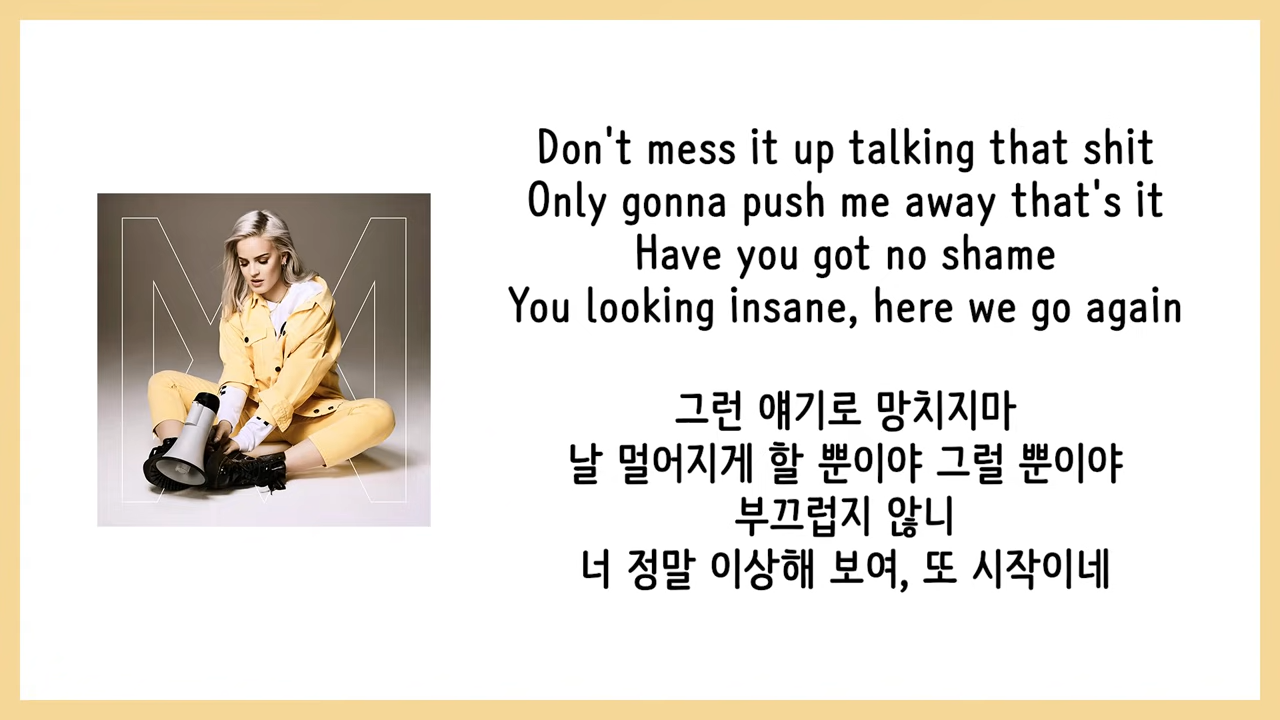 Don't mess it up talking that shit
Only gonna push me away that's it
Have you got no shame
You looking insane, here we go again
그런 얘기로 망치지마
날 멀어지게 할 뿐이야 그럴 뿐이야
부끄럽지 않니
너 정말 이상해 보여, 또 시작이네